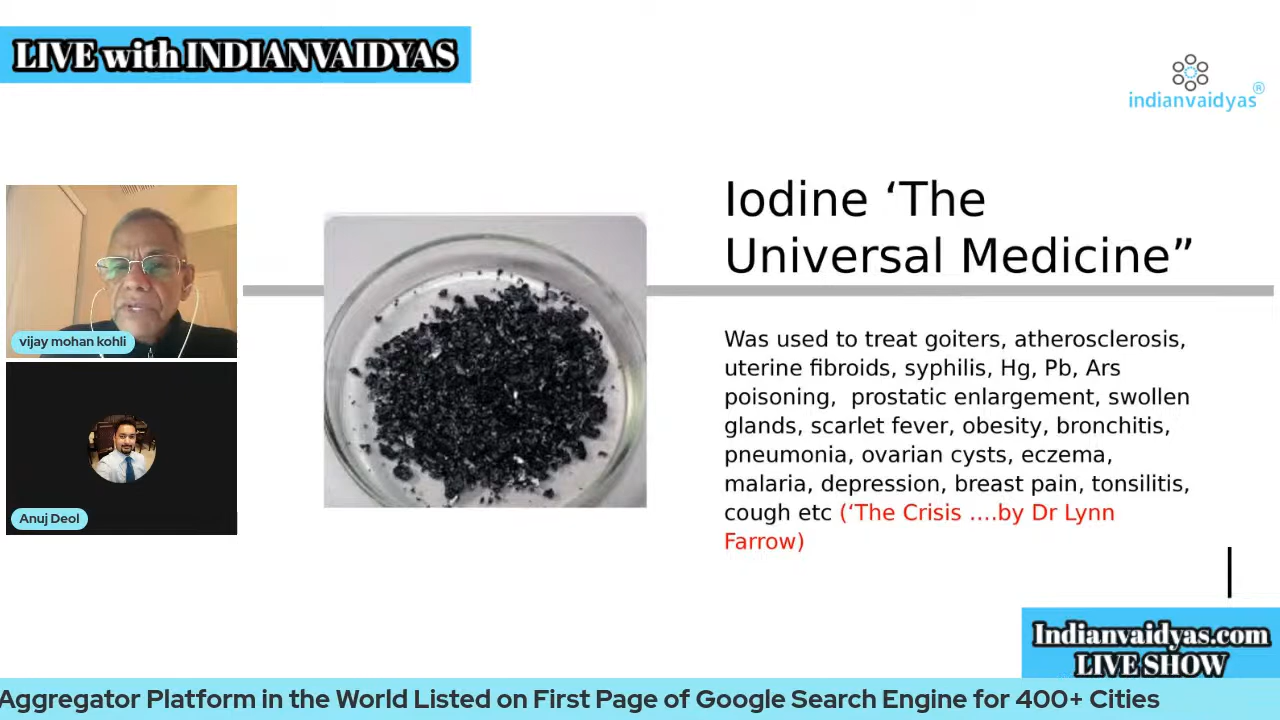 LIVE with INDIANVAIDYAS
indianvaidyas®
vijay mohan kohli
Anuj Deol
Iodine ‘The
Universal Medicine”
Was used to treat goiters, atherosclerosis,
uterine fibroids, syphilis, Hg, Pb, Ars
poisoning,  prostatic enlargement, swollen
glands, scarlet fever, obesity, bronchitis,
pneumonia, ovarian cysts, eczema,
malaria, depression, breast pain, tonsilitis,
cough etc (‘The Crisis ....by Dr Lynn
Farrow)
Indianvaidyas.com
LIVE SHOW
Aggregator Platform in the World Listed on First Page of Google Search Engine for 400+ Cities